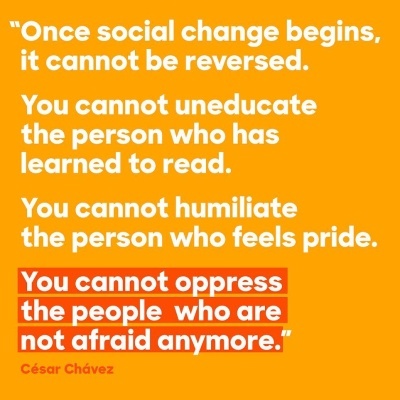 “Once social change begins,
it cannot be reversed.
You cannot uneducate
the person who has
learned to read.
You cannot humiliate
the person who feels pride.
You cannot oppress
the people who are
not afraid anymore.”
César Chávez